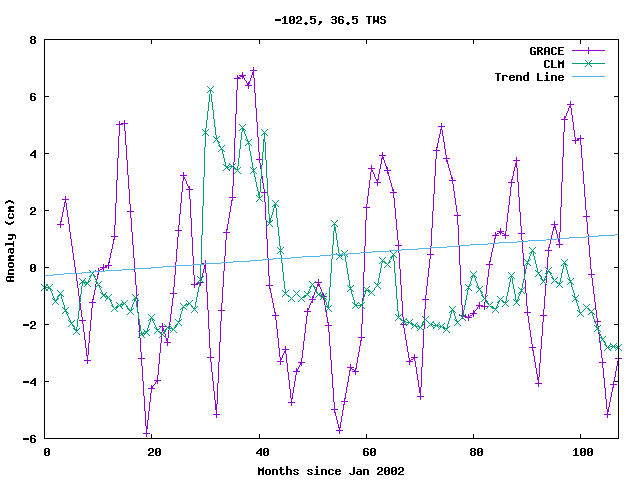 -102.5, 36.5 TWS
GRACE
CLM
Trend Line
Anomaly (cm)
8
6
4
2
0
-2
-4
-6
0 20 40 60 80 100
Months since Jan 2002